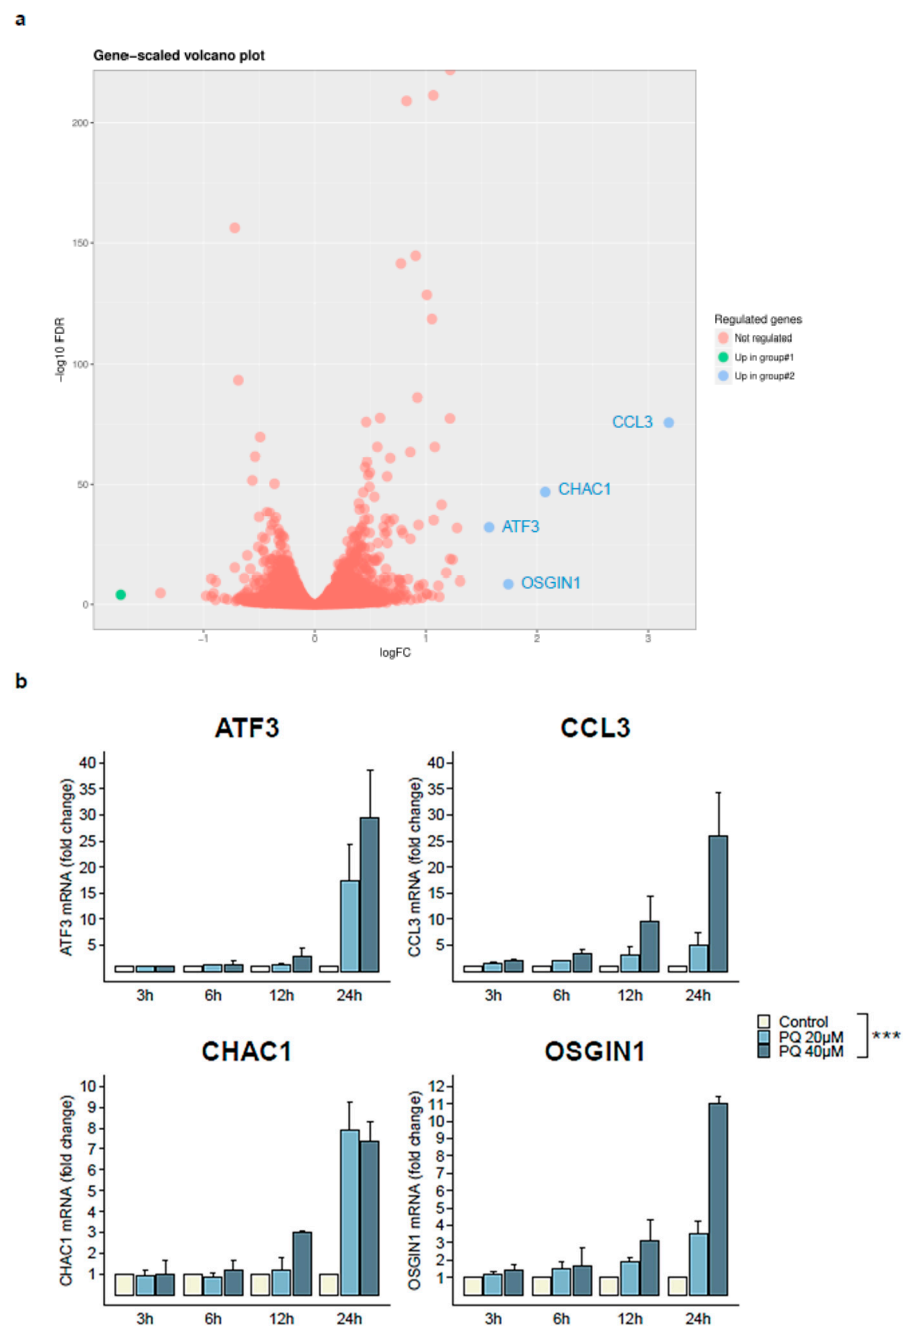 a
Gene-scaled volcano plot
200
150
100
50
0
-log10 FDR
-1 0 1 2 3
logFC
CCL3
CHAC1
ATF3
OSGIN1
Regulated genes
Not regulated
Up in group#1
Up in group#2
b
ATF3
ATF3 mRNA (fold change)
40
35
30
25
20
15
10
5
3h 6h 12h 24h
CCL3
CCL3 mRNA (fold change)
40
35
30
25
20
15
10
5
3h 6h 12h 24h
Control
PQ 20µM
PQ 40µM
***
CHAC1
CHAC1 mRNA (fold change)
10
9
8
7
6
5
4
3
2
1
3h 6h 12h 24h
OSGIN1
OSGIN1 mRNA (fold change)
12
11
10
9
8
7
6
5
4
3
2
1
3h 6h 12h 24h